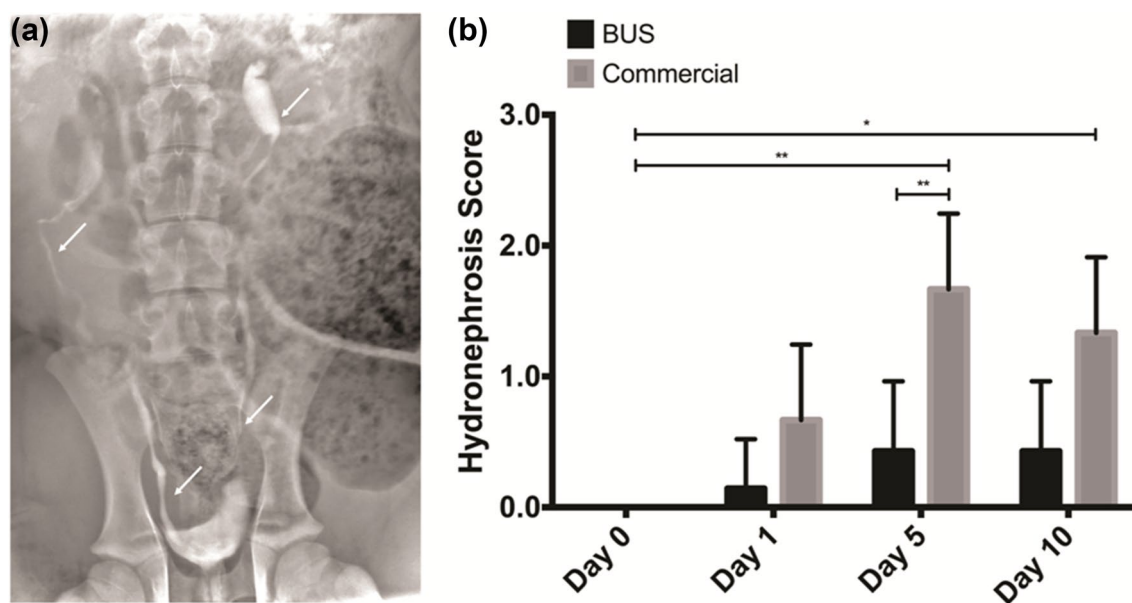 (a)
(b)
BUS
Commercial
Hydronephrosis Score
3.0
2.0
1.0
0.0
*
**
**
Day 0
Day 1
Day 5
Day 10